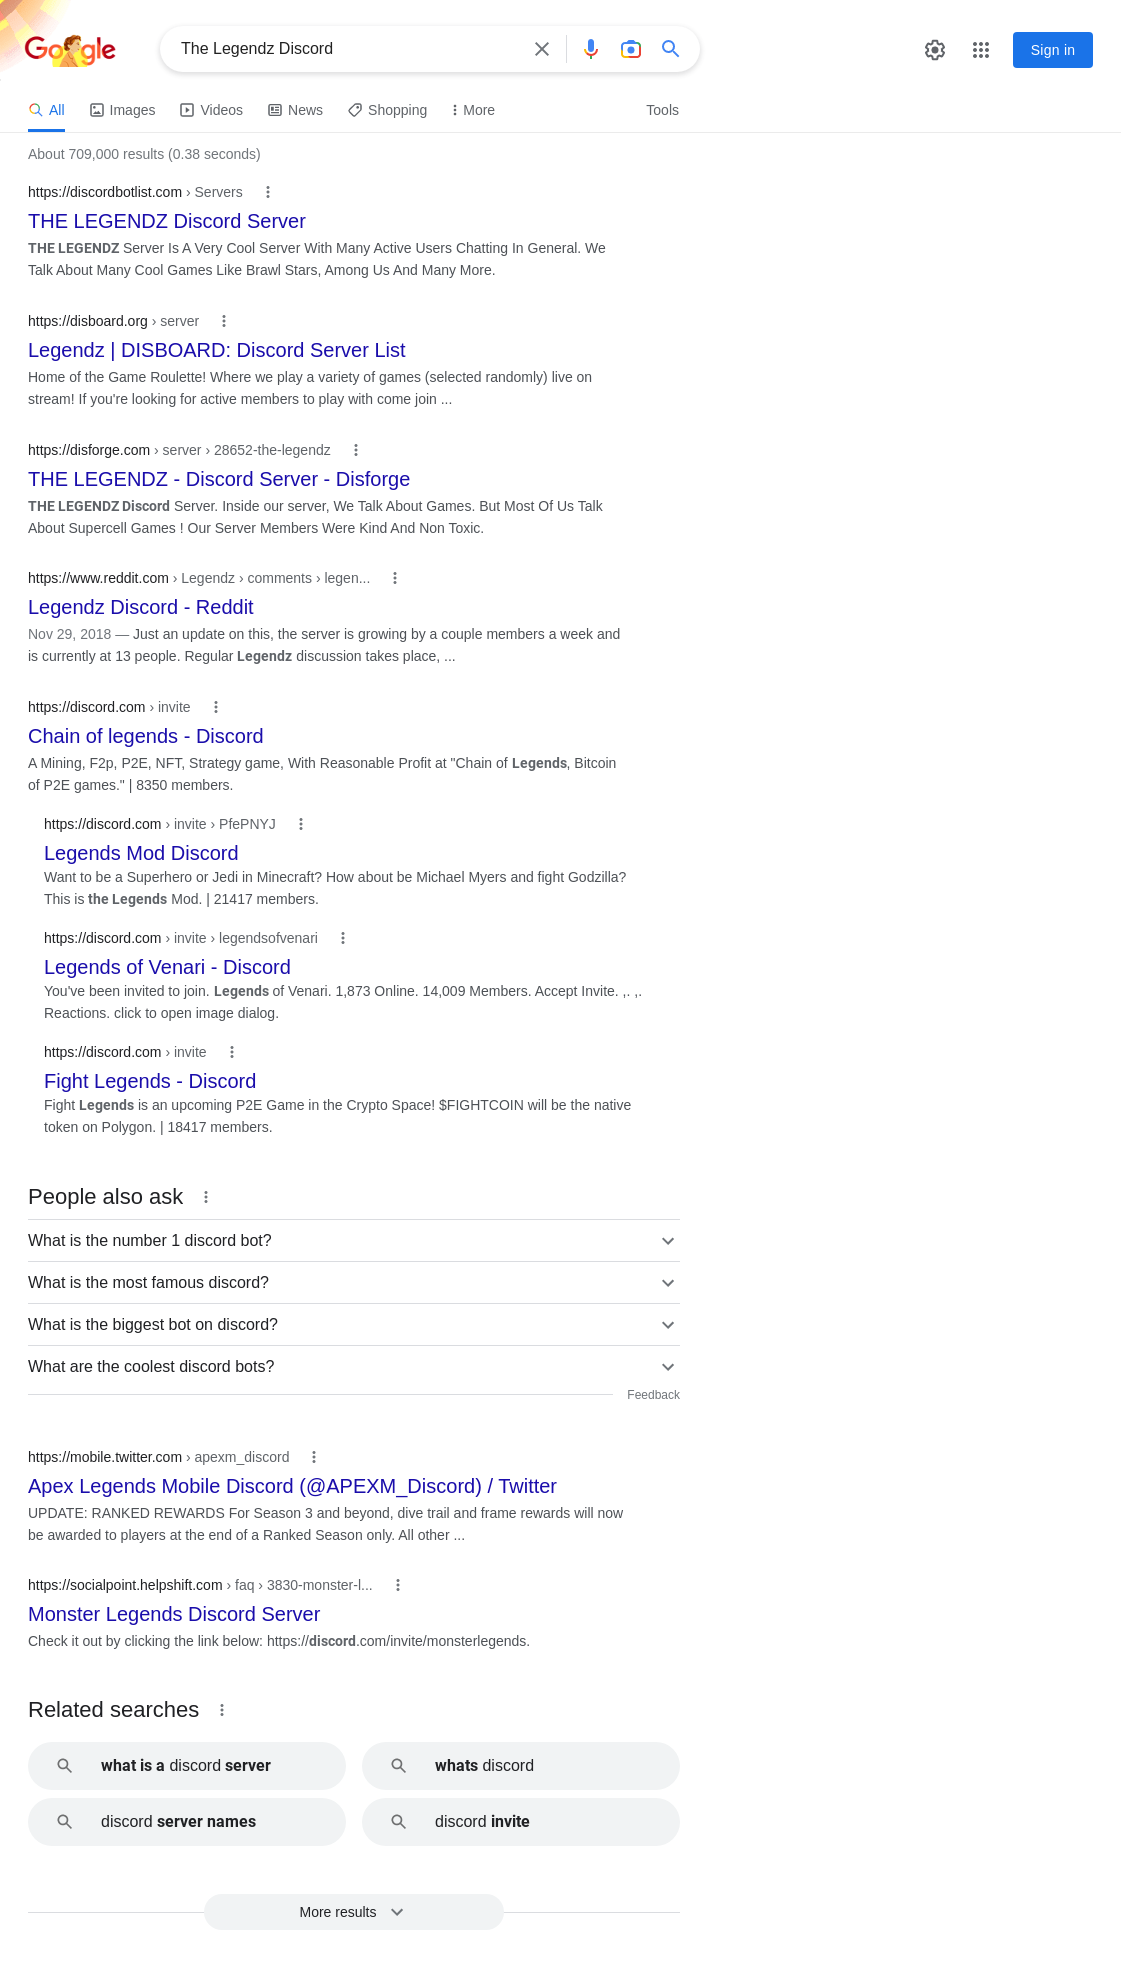 Google
The Legendz Discord
Sign in
All
Images
Videos
News
Shopping
More
Tools
About 709,000 results (0.38 seconds)
https://discordbotlist.com › Servers
THE LEGENDZ Discord Server
THE LEGENDZ Server Is A Very Cool Server With Many Active Users Chatting In General. We
Talk About Many Cool Games Like Brawl Stars, Among Us And Many More.
https://disboard.org › server
Legendz | DISBOARD: Discord Server List
Home of the Game Roulette! Where we play a variety of games (selected randomly) live on
stream! If you're looking for active members to play with come join ...
https://disforge.com › server › 28652-the-legendz
THE LEGENDZ - Discord Server - Disforge
THE LEGENDZ Discord Server. Inside our server, We Talk About Games. But Most Of Us Talk
About Supercell Games ! Our Server Members Were Kind And Non Toxic.
https://www.reddit.com › Legendz › comments › legen...
Legendz Discord - Reddit
Nov 29, 2018 — Just an update on this, the server is growing by a couple members a week and
is currently at 13 people. Regular Legendz discussion takes place, ...
https://discord.com › invite
Chain of legends - Discord
A Mining, F2p, P2E, NFT, Strategy game, With Reasonable Profit at "Chain of Legends, Bitcoin
of P2E games." | 8350 members.
https://discord.com › invite › PfePNYJ
Legends Mod Discord
Want to be a Superhero or Jedi in Minecraft? How about be Michael Myers and fight Godzilla?
This is the Legends Mod. | 21417 members.
https://discord.com › invite › legendsofvenari
Legends of Venari - Discord
You've been invited to join. Legends of Venari. 1,873 Online. 14,009 Members. Accept Invite. ,. ,.
Reactions. click to open image dialog.
https://discord.com › invite
Fight Legends - Discord
Fight Legends is an upcoming P2E Game in the Crypto Space! $FIGHTCOIN will be the native
token on Polygon. | 18417 members.
People also ask
What is the number 1 discord bot?
What is the most famous discord?
What is the biggest bot on discord?
What are the coolest discord bots?
Feedback
https://mobile.twitter.com › apexm_discord
Apex Legends Mobile Discord (@APEXM_Discord) / Twitter
UPDATE: RANKED REWARDS For Season 3 and beyond, dive trail and frame rewards will now
be awarded to players at the end of a Ranked Season only. All other ...
https://socialpoint.helpshift.com › faq › 3830-monster-l...
Monster Legends Discord Server
Check it out by clicking the link below: https://discord.com/invite/monsterlegends.
Related searches
what is a discord server
whats discord
discord server names
discord invite
More results